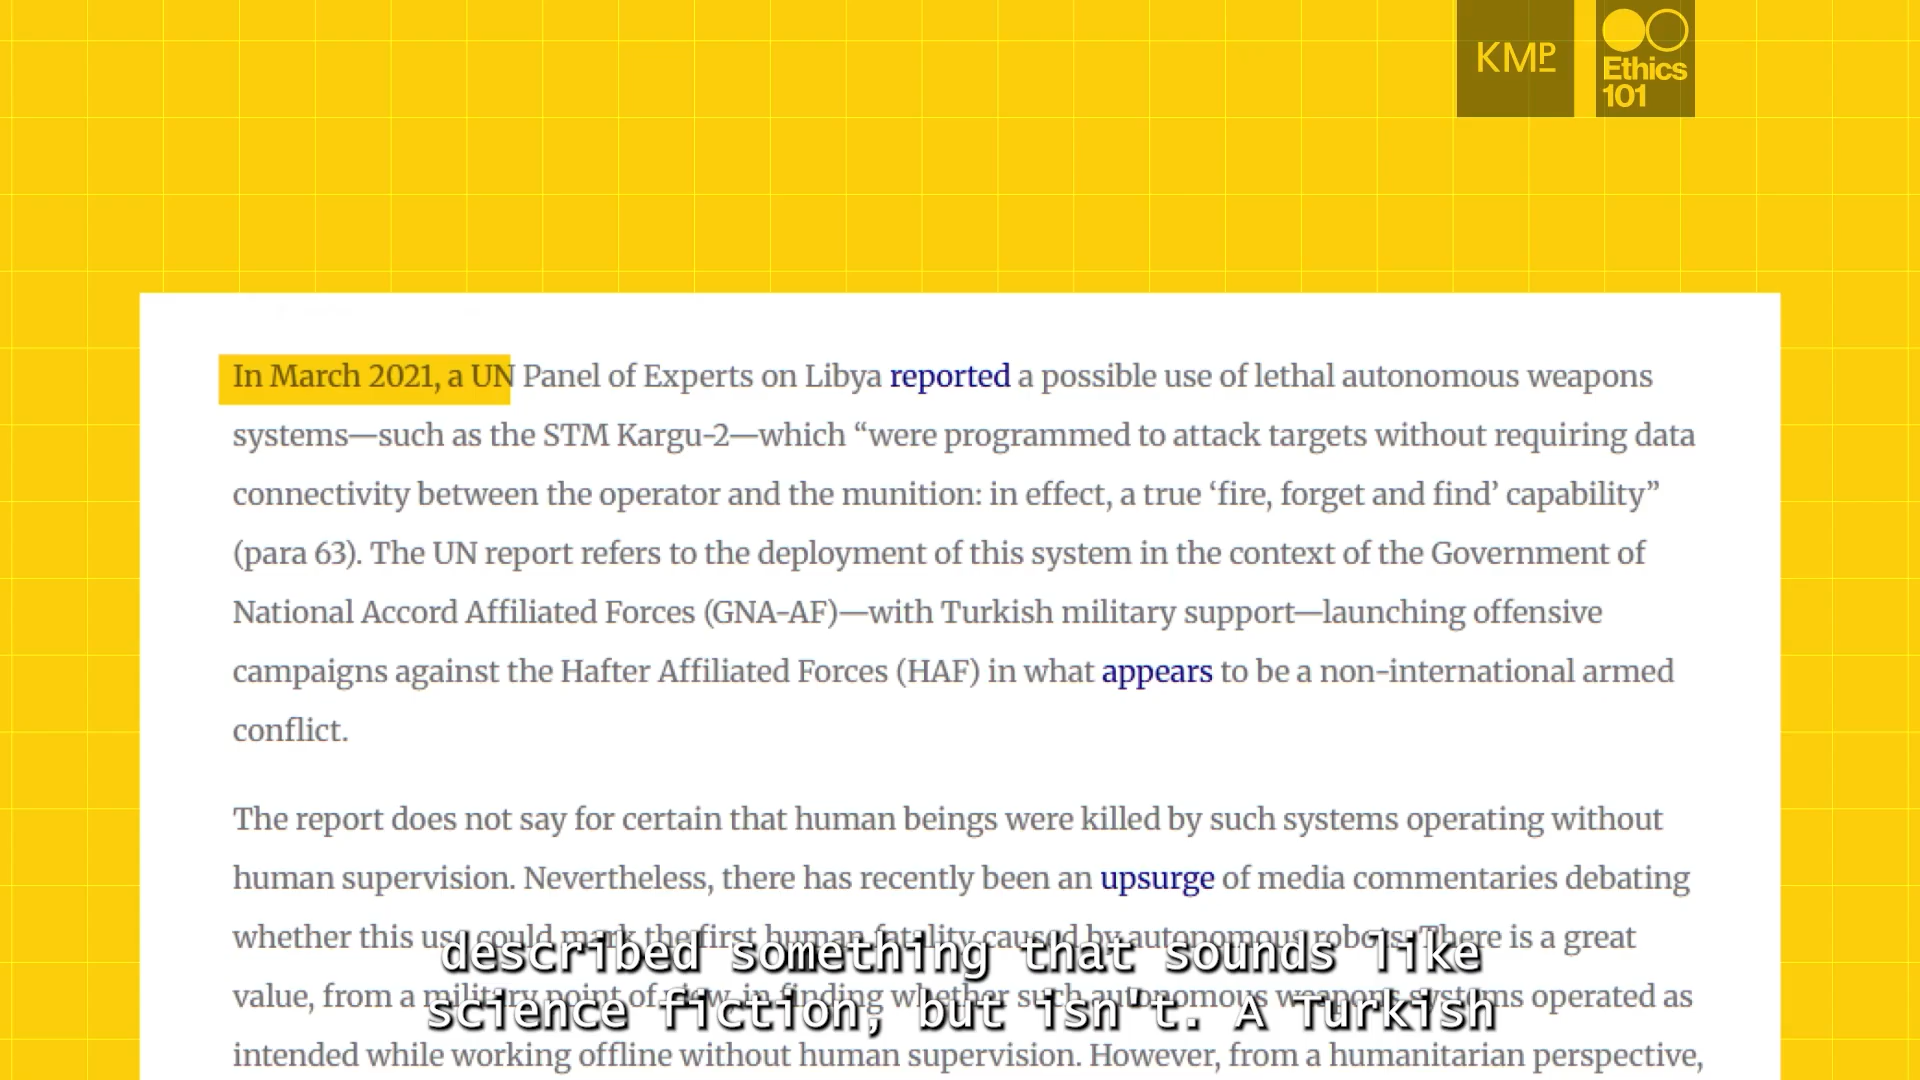 KMP
Ethics
101
In March 2021, a UN Panel of Experts on Libya reported a possible use of lethal autonomous weapons
systems—such as the STM Kargu-2—which “were programmed to attack targets without requiring data
connectivity between the operator and the munition: in effect, a true ‘fire, forget and find’ capability”
(para 63). The UN report refers to the deployment of this system in the context of the Government of
National Accord Affiliated Forces (GNA-AF)—with Turkish military support—launching offensive
campaigns against the Hafter Affiliated Forces (HAF) in what appears to be a non-international armed
conflict.
The report does not say for certain that human beings were killed by such systems operating without
human supervision. Nevertheless, there has recently been an upsurge of media commentaries debating
whether this use could mark the first human fatality caused by autonomous robots. There is a great
described something that sounds like
value, from a military point of view, in finding whether such autonomous weapons systems operated as
science fiction, but isn't. A Turkish
intended while working offline without human supervision. However, from a humanitarian perspective,